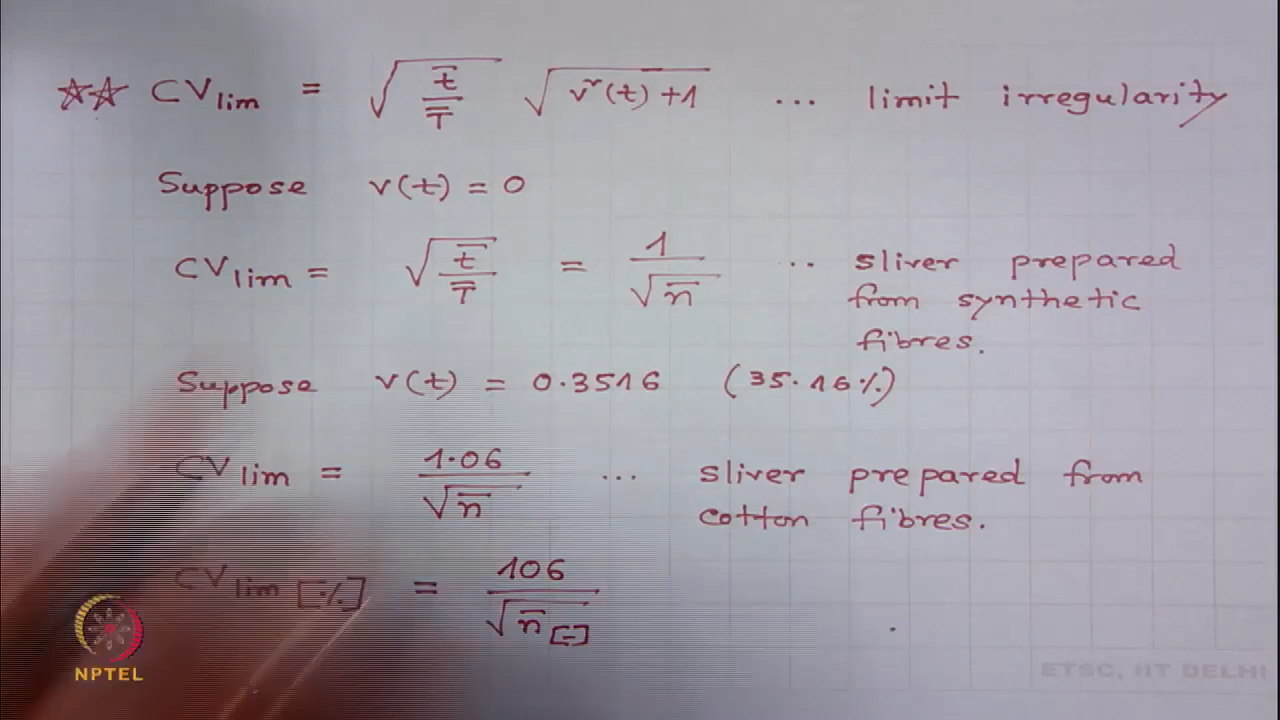 ☆☆ CVlim = √(t̄/T̿) √(v²(t) + 1) ... limit irregularity
Suppose v(t) = 0
CVlim = √(t̄/T̿) = 1/√n̄ ... sliver prepared
from synthetic
fibres.
Suppose v(t) = 0.3516 (35.16%)
CVlim = 1.06/√n̄ ... sliver prepared from
cotton fibres.
CVlim [%] = 106/√n̄ [-]
NPTEL
ETSC, IIT DELHI